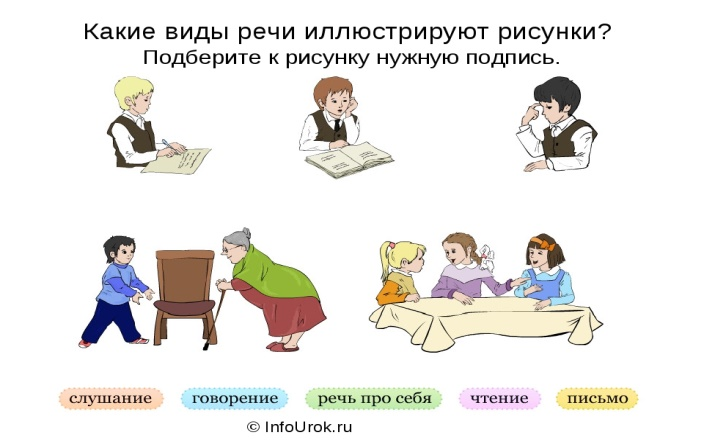 Какие виды речи иллюстрируют рисунки?
Подберите к рисунку нужную подпись.
слушание говорение речь про себя чтение письмо
© InfoUrok.ru